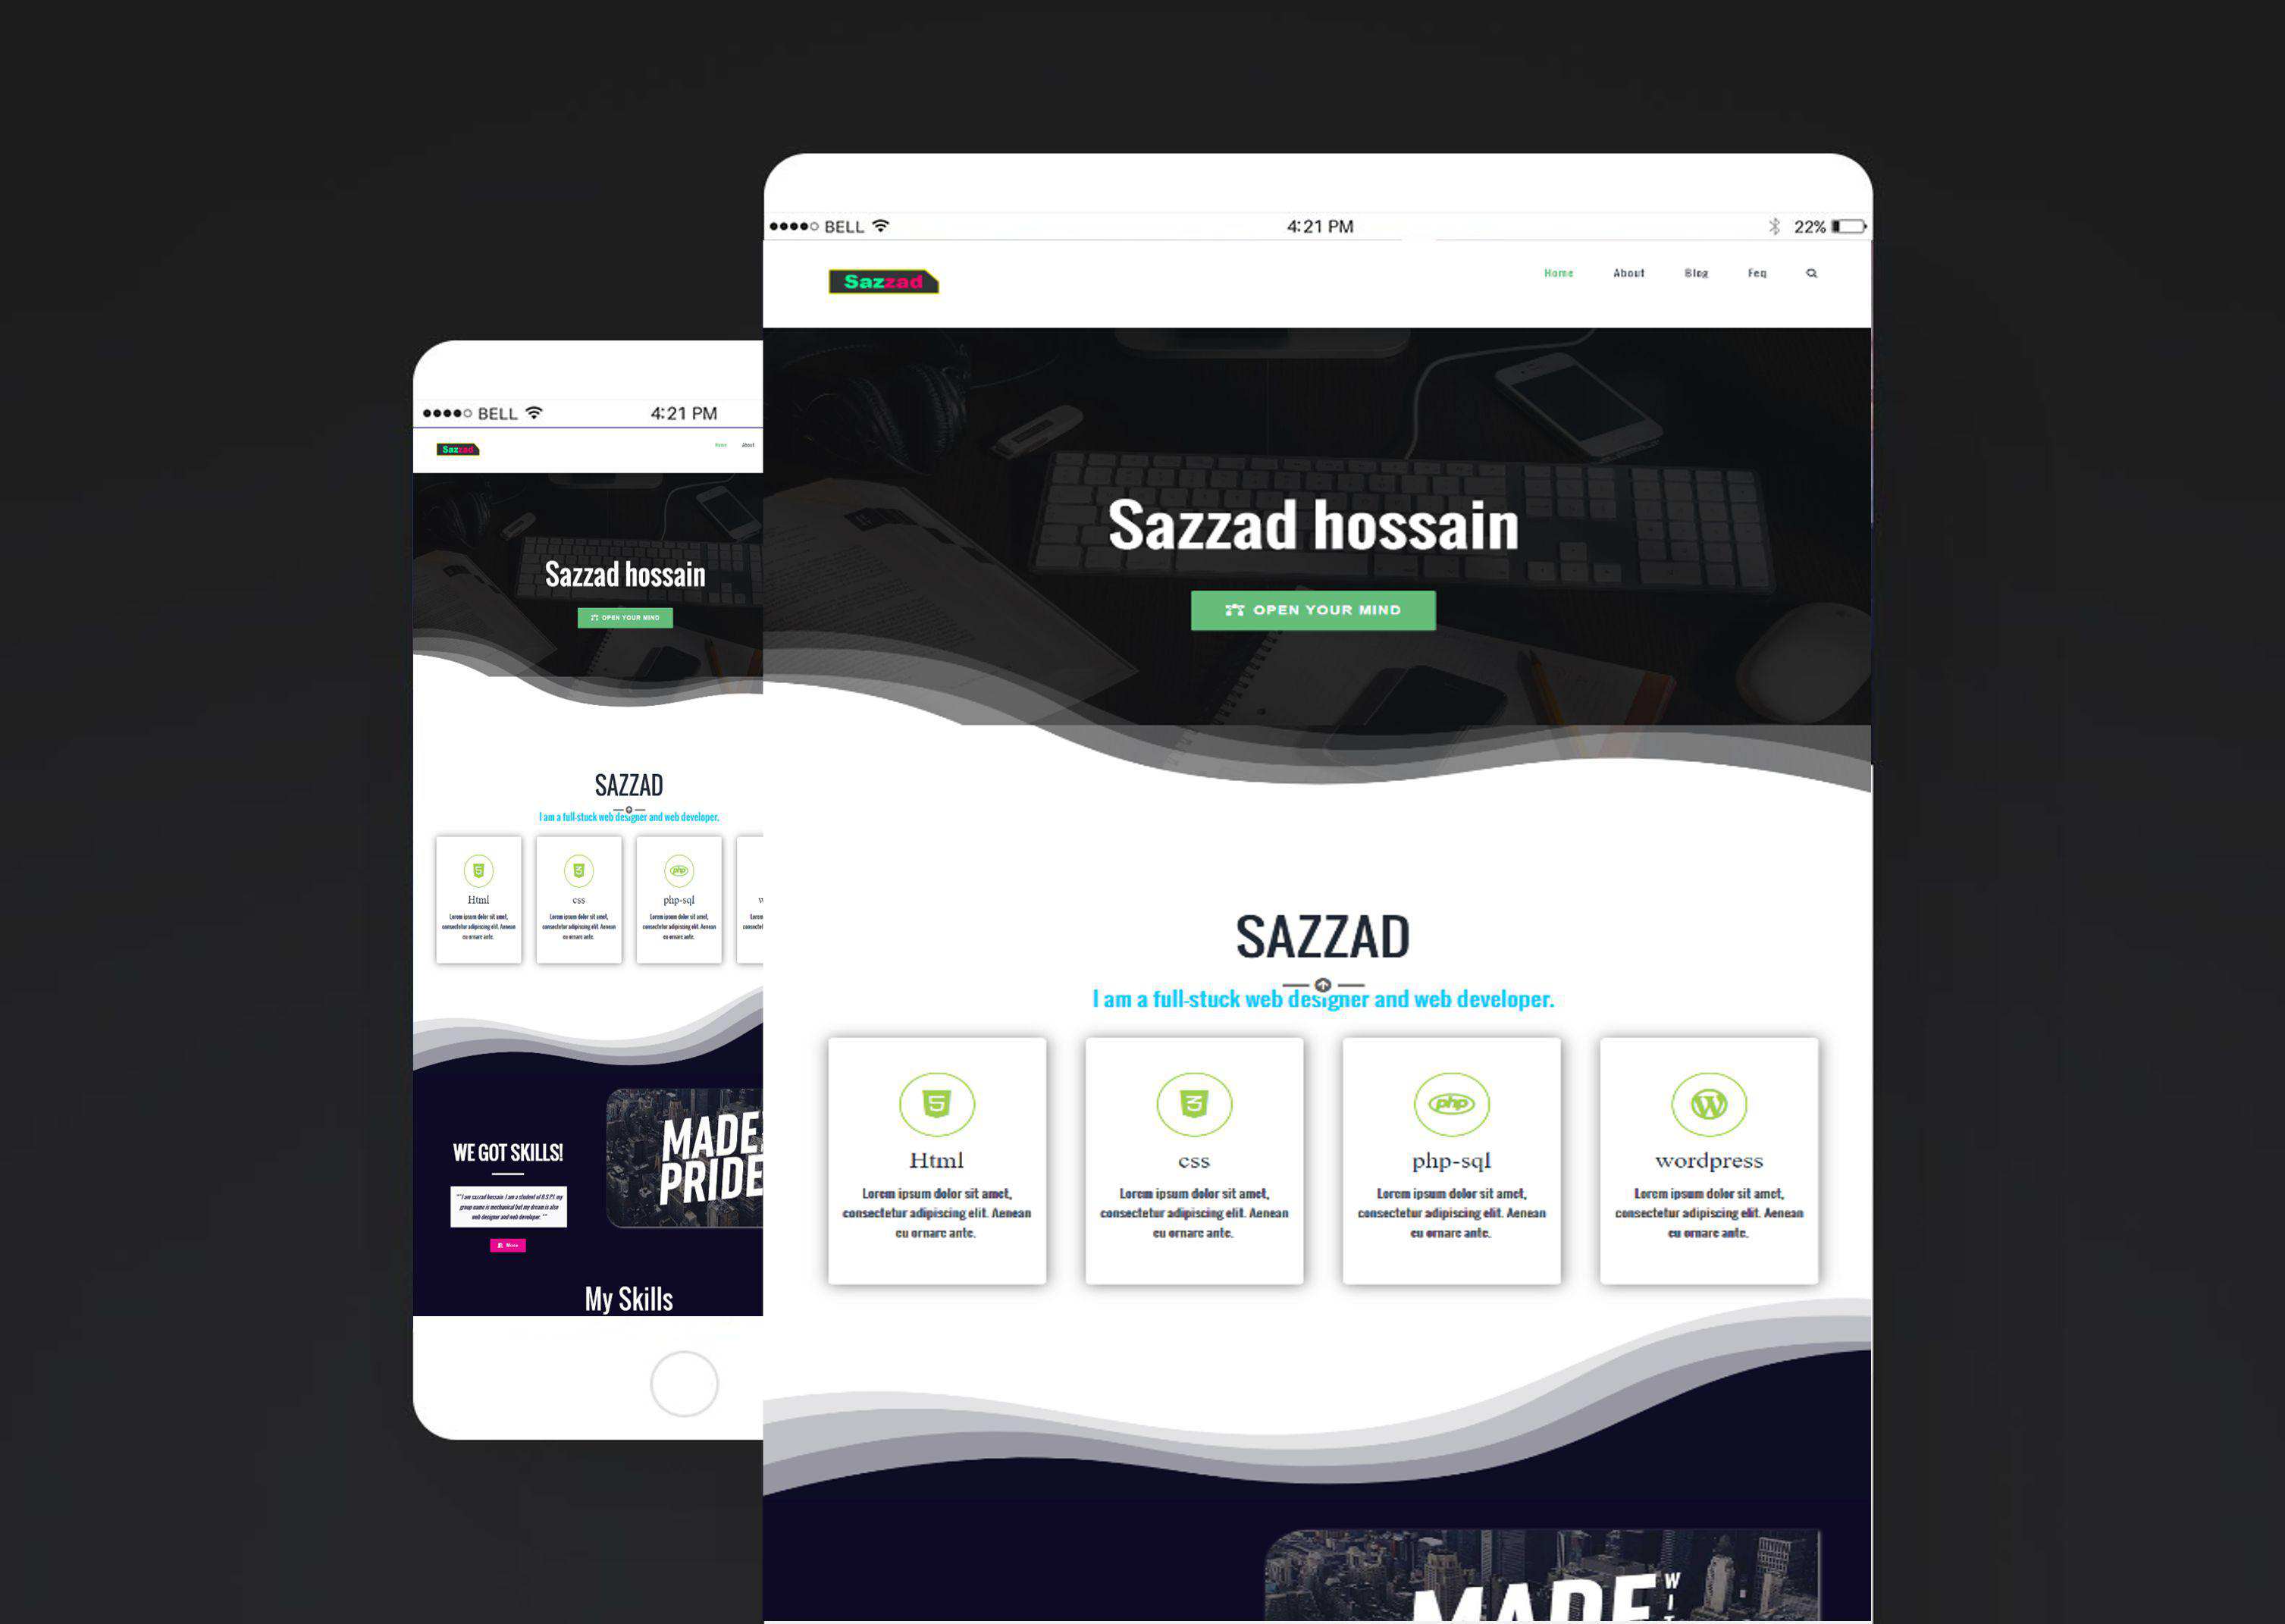 BELL
4:21 PM
22%
Sazzad
Home
About
Blog
Feq
Sazzad hossain
OPEN YOUR MIND
SAZZAD
I am a full-stuck web designer and web developer.
Html
Lorem ipsum dolor sit amet,
consectetur adipiscing elit. Aenean
eu ornare ante.
css
Lorem ipsum dolor sit amet,
consectetur adipiscing elit. Aenean
eu ornare ante.
php
php-sql
Lorem ipsum dolor sit amet,
consectetur adipiscing elit. Aenean
eu ornare ante.
wordpress
Lorem ipsum dolor sit amet,
consectetur adipiscing elit. Aenean
eu ornare ante.
MADE
BELL
4:21 PM
Sazzad
Home
About
Sazzad hossain
OPEN YOUR MIND
SAZZAD
I am a full-stuck web designer and web developer.
Html
Lorem ipsum dolor sit amet,
consectetur adipiscing elit. Aenean
eu ornare ante.
css
Lorem ipsum dolor sit amet,
consectetur adipiscing elit. Aenean
eu ornare ante.
php
php-sql
Lorem ipsum dolor sit amet,
consectetur adipiscing elit. Aenean
eu ornare ante.
WE GOT SKILLS!
""I am sazzad hossain. I am a student of B.S.P.I. my
group name is mechanical but my dream is also
web designer and web developer. ""
More
MADE
PRIDE
My Skills